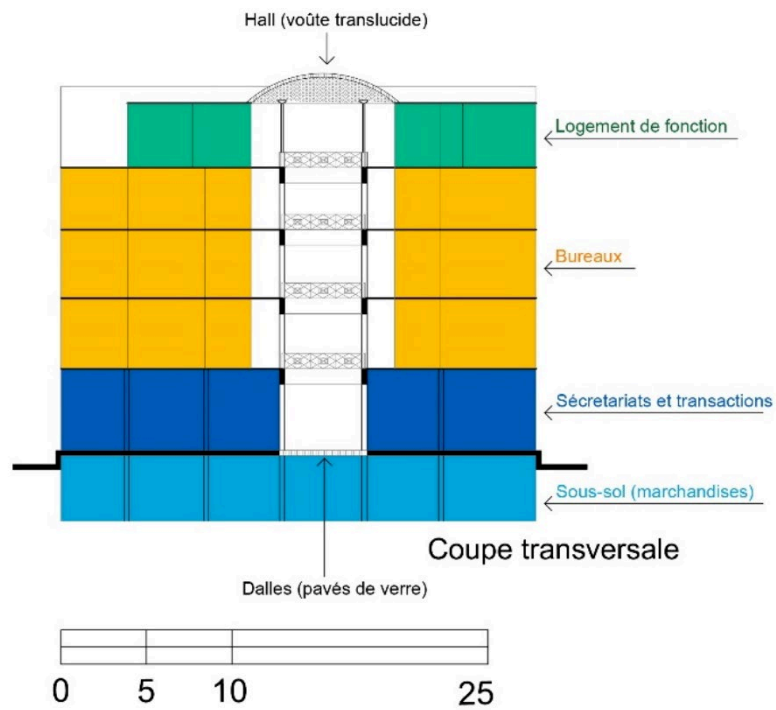 Hall (voûte translucide)
Logement de fonction
Bureaux
Sécretariats et transactions
Sous-sol (marchandises)
Coupe transversale
Dalles (pavés de verre)
0 5 10 25